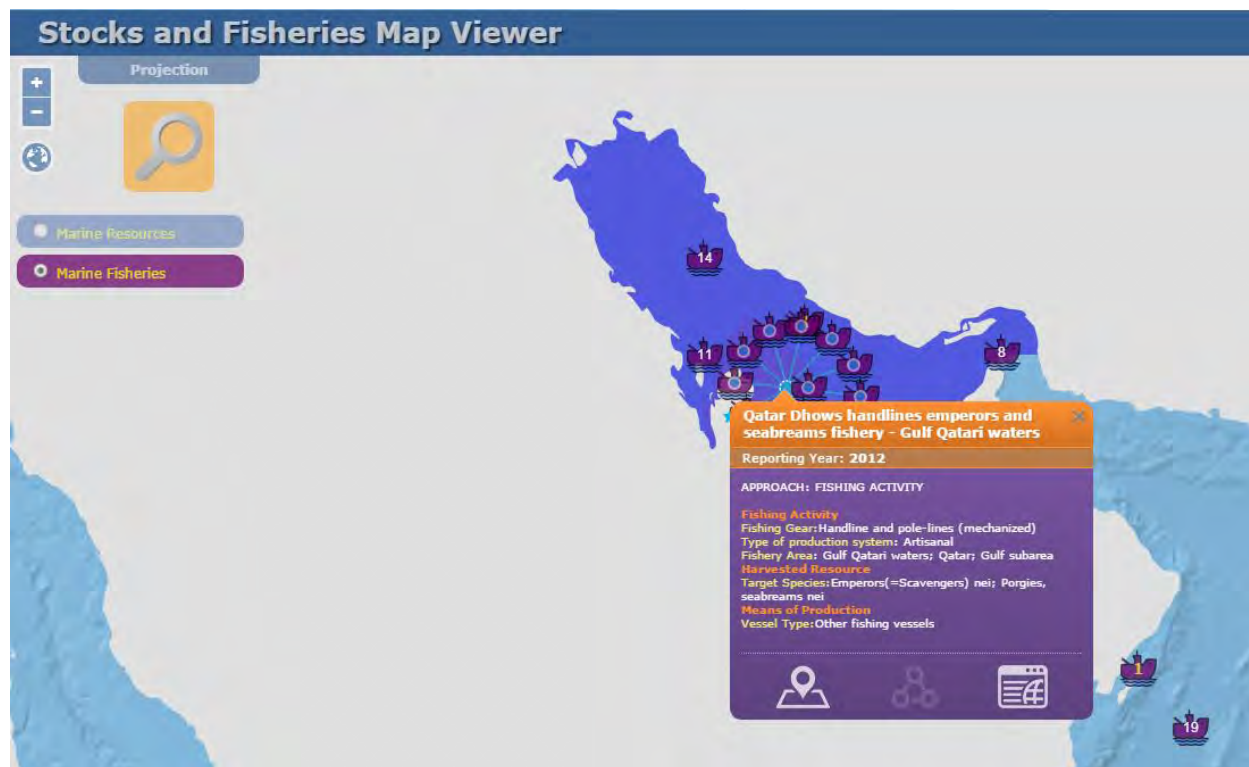 Stocks and Fisheries Map Viewer
Projection
+
-
Marine Resources
Marine Fisheries
14
11
8
Qatar Dhows handlines emperors and
seabreams fishery - Gulf Qatari waters
Reporting Year: 2012
APPROACH: FISHING ACTIVITY
Fishing Activity
Fishing Gear:Handline and pole-lines (mechanized)
Type of production system: Artisanal
Fishery Area: Gulf Qatari waters; Qatar; Gulf subarea
Harvested Resource
Target Species:Emperors(=Scavengers) nei; Porgies,
seabreams nei
Means of Production
Vessel Type:Other fishing vessels
1
19